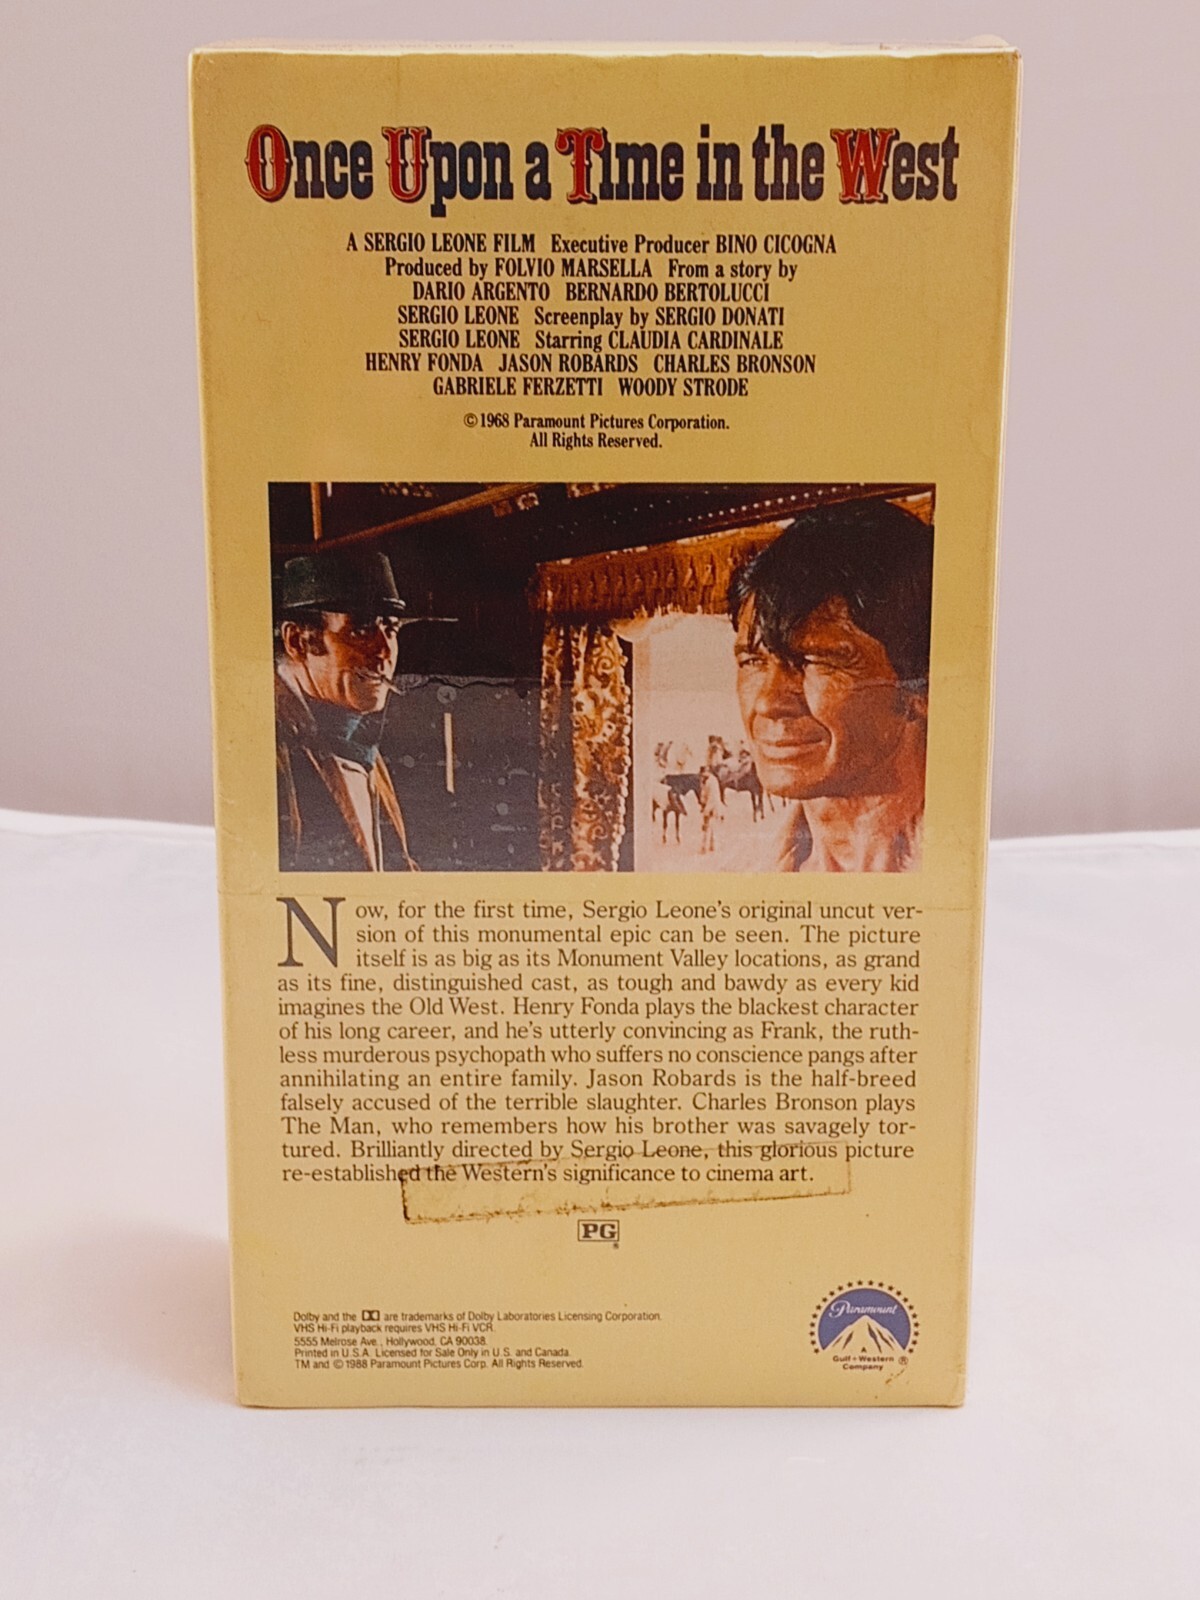 Once Upon a Time in the West
A SERGIO LEONE FILM Executive Producer BINO CICOGNA
Produced by FOLVIO MARSELLA From a story by
DARIO ARGENTO BERNARDO BERTOLUCCI
SERGIO LEONE Screenplay by SERGIO DONATI
SERGIO LEONE Starring CLAUDIA CARDINALE
HENRY FONDA JASON ROBARDS CHARLES BRONSON
GABRIELE FERZETTI WOODY STRODE
©1968 Paramount Pictures Corporation.
All Rights Reserved.
Now, for the first time, Sergio Leone's original uncut ver-
sion of this monumental epic can be seen. The picture
itself is as big as its Monument Valley locations, as grand
as its fine, distinguished cast, as tough and bawdy as every kid
imagines the Old West. Henry Fonda plays the blackest character
of his long career, and he's utterly convincing as Frank, the ruth-
less murderous psychopath who suffers no conscience pangs after
annihilating an entire family. Jason Robards is the half-breed
falsely accused of the terrible slaughter. Charles Bronson plays
The Man, who remembers how his brother was savagely tor-
tured. Brilliantly directed by Sergio Leone, this glorious picture
re-established the Western's significance to cinema art.
PG
®
Dolby and the DD are trademarks of Dolby Laboratories Licensing Corporation.
VHS Hi-Fi playback requires VHS Hi-Fi VCR.
5555 Melrose Ave., Hollywood, CA 90038.
Printed in U.S.A. Licensed for Sale Only in U.S. and Canada.
TM and © 1988 Paramount Pictures Corp. All Rights Reserved.
Paramount
A
Gulf+Western ®
Company